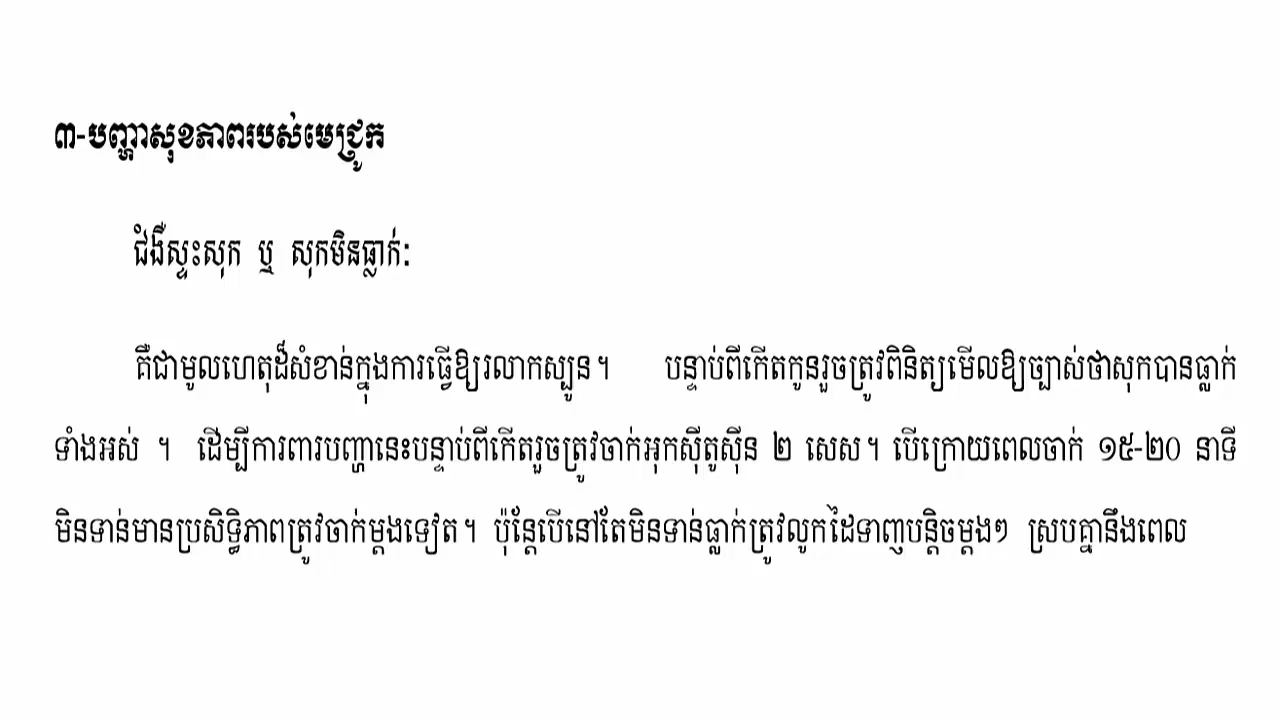 ៣-បញ្ហាសុខភាពរបស់មេជ្រូក
ជំងឺស្ទះសុក ឬ សុកមិនធ្លាក់ៈ
គឺជាមូលហេតុដ៏សំខាន់ក្នុងការធ្វើឱ្យរលាកស្បូន។ បន្ទាប់ពីកើតកូនរួចត្រូវពិនិត្យមើលឱ្យច្បាស់ថាសុកបានធ្លាក់
ទាំងអស់ ។ ដើម្បីការពារបញ្ហានេះបន្ទាប់ពីកើតរួចត្រូវចាក់អុកស៊ីតូស៊ីន ២ សេស។ បើក្រោយពេលចាក់ ១៥-២០ នាទី
មិនទាន់មានប្រសិទ្ធិភាពត្រូវចាក់ម្ដងទៀត។ ប៉ុន្តែបើនៅតែមិនទាន់ធ្លាក់ត្រូវលូកដៃទាញបន្តិចម្ដងៗ ស្របគ្នានឹងពេល